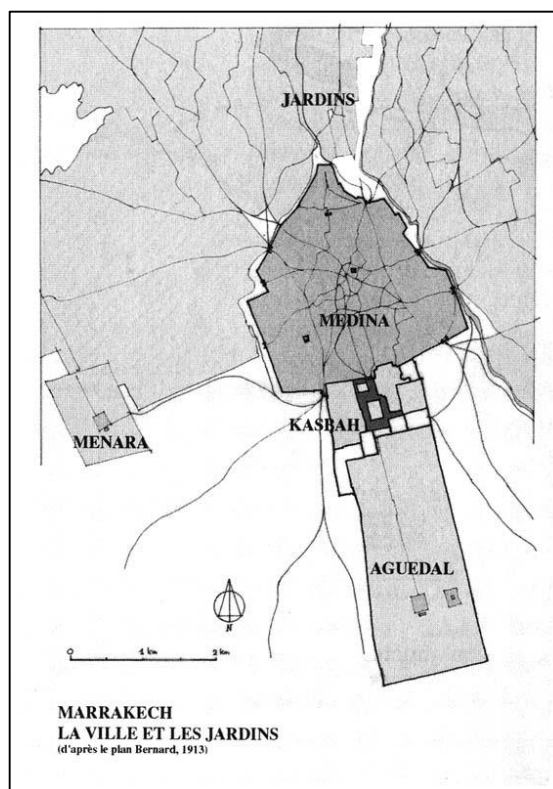 JARDINS
MEDINA
KASBAH
MENARA
AGUEDAL
N
0 1 km 2 km
MARRAKECH
LA VILLE ET LES JARDINS
(d'après le plan Bernard, 1913)